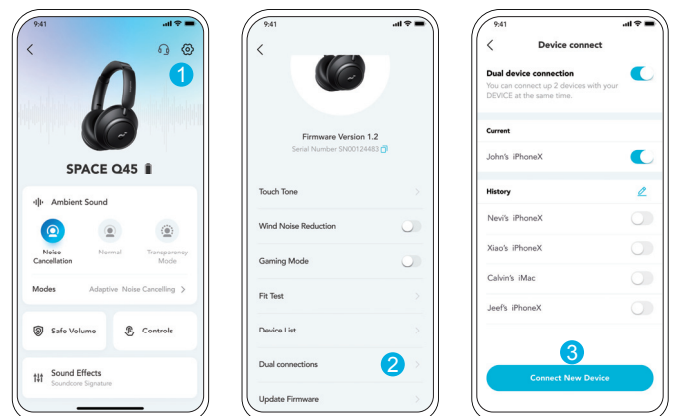 9:41
1
SPACE Q45
Ambient Sound
Noise Cancellation
Normal
Transparency Mode
Modes
Adaptive Noise Cancelling
Safe Volume
Controls
Sound Effects
Soundcore Signature
9:41
Firmware Version 1.2
Serial Number SN00124483
Touch Tone
Wind Noise Reduction
Gaming Mode
Fit Test
Device List
Dual connections
2
Update Firmware
9:41
Device connect
Dual device connection
You can connect up 2 devices with your
DEVICE at the same time.
Current
John's iPhoneX
History
Nevi's iPhoneX
Xiao's iPhoneX
Calvin's iMac
Jeef's iPhoneX
3
Connect New Device